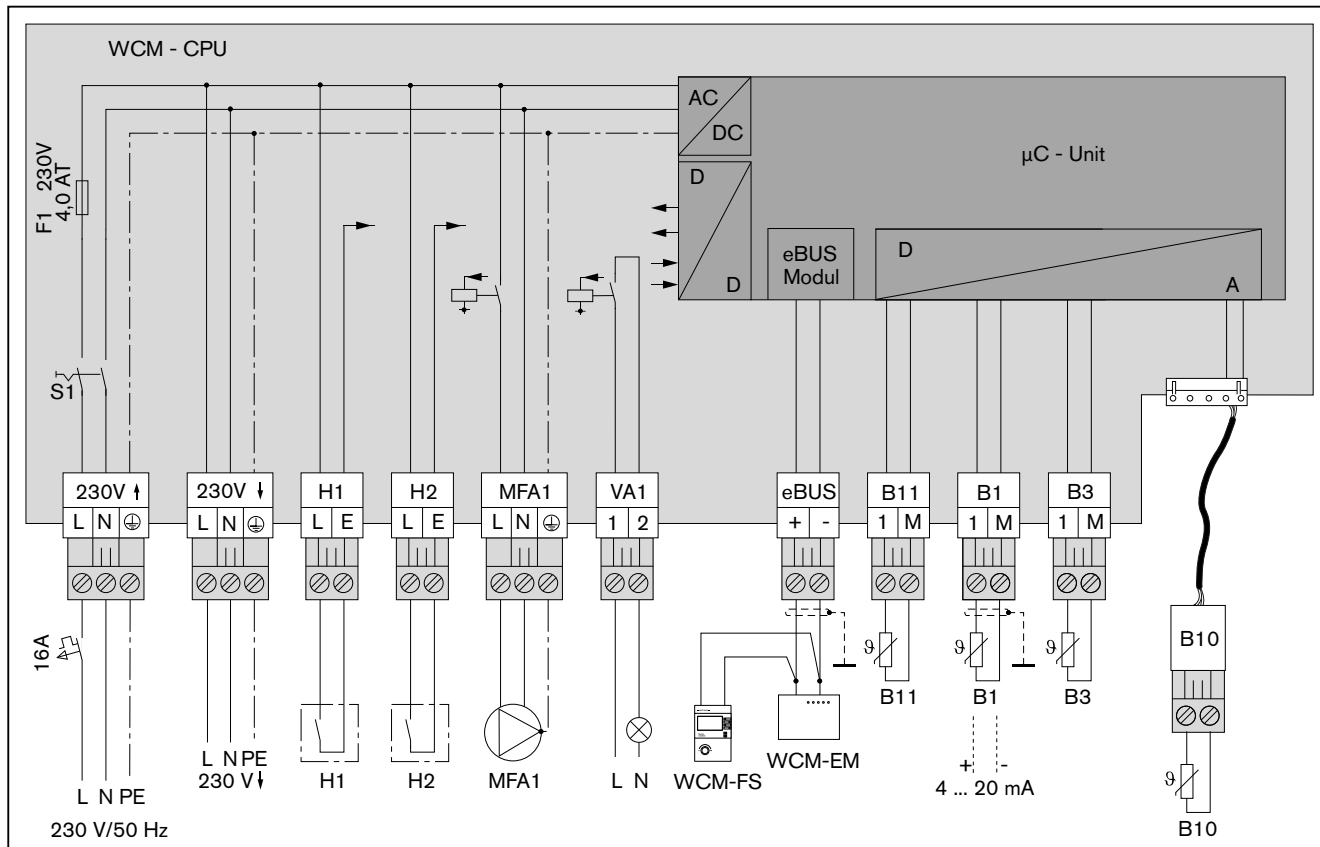 WCM - CPU
AC
DC
µC - Unit
F1 230V
4,0 AT
D
D
eBUS
Modul
D
A
S1
230V
230V
H1
H2
MFA1
VA1
eBUS
B11
B1
B3
L N
L N
L E
L E
L N
1 2
+ -
1 M
1 M
1 M
16A
ϑ
ϑ
ϑ
B10
B11
B1
B3
L N PE
230 V
H1
H2
MFA1
L N
WCM-FS
WCM-EM
+ -
4 ... 20 mA
ϑ
L N PE
230 V/50 Hz
B10